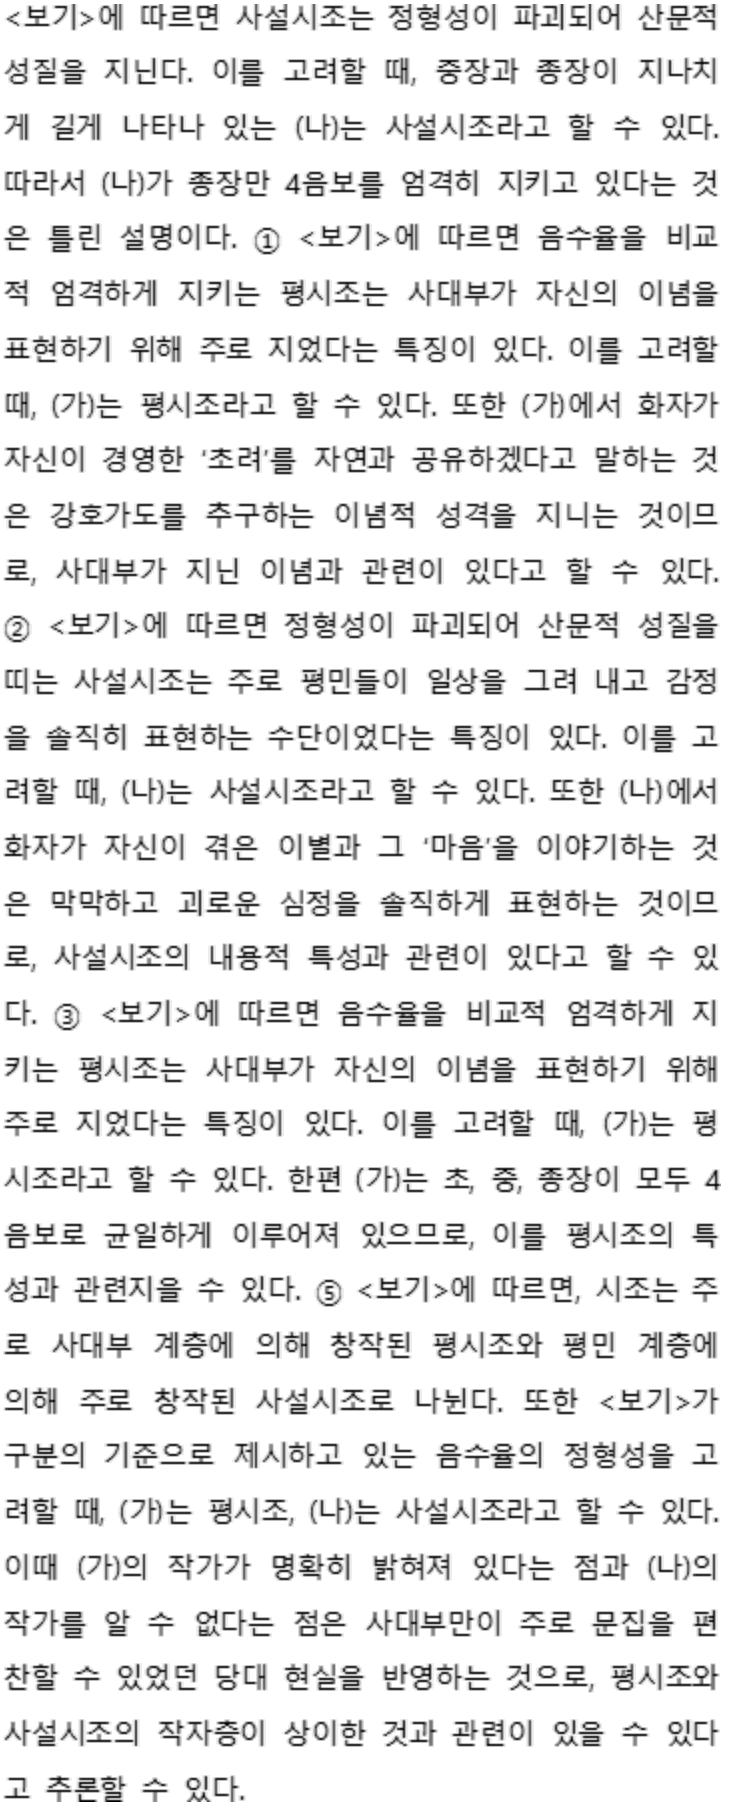 <보기>에 따르면 사설시조는 정형성이 파괴되어 산문적
성질을 지닌다. 이를 고려할 때, 중장과 종장이 지나치
게 길게 나타나 있는 (나)는 사설시조라고 할 수 있다.
따라서 (나)가 종장만 4음보를 엄격히 지키고 있다는 것
은 틀린 설명이다. ① <보기>에 따르면 음수율을 비교
적 엄격하게 지키는 평시조는 사대부가 자신의 이념을
표현하기 위해 주로 지었다는 특징이 있다. 이를 고려할
때, (가)는 평시조라고 할 수 있다. 또한 (가)에서 화자가
자신이 경영한 '초려'를 자연과 공유하겠다고 말하는 것
은 강호가도를 추구하는 이념적 성격을 지니는 것이므
로, 사대부가 지닌 이념과 관련이 있다고 할 수 있다.
② <보기>에 따르면 정형성이 파괴되어 산문적 성질을
띠는 사설시조는 주로 평민들이 일상을 그려 내고 감정
을 솔직히 표현하는 수단이었다는 특징이 있다. 이를 고
려할 때, (나)는 사설시조라고 할 수 있다. 또한 (나)에서
화자가 자신이 겪은 이별과 그 '마음'을 이야기하는 것
은 막막하고 괴로운 심정을 솔직하게 표현하는 것이므
로, 사설시조의 내용적 특성과 관련이 있다고 할 수 있
다. ③ <보기>에 따르면 음수율을 비교적 엄격하게 지
키는 평시조는 사대부가 자신의 이념을 표현하기 위해
주로 지었다는 특징이 있다. 이를 고려할 때, (가)는 평
시조라고 할 수 있다. 한편 (가)는 초, 중, 종장이 모두 4
음보로 균일하게 이루어져 있으므로, 이를 평시조의 특
성과 관련지을 수 있다. ⑤ <보기>에 따르면, 시조는 주
로 사대부 계층에 의해 창작된 평시조와 평민 계층에
의해 주로 창작된 사설시조로 나뉜다. 또한 <보기>가
구분의 기준으로 제시하고 있는 음수율의 정형성을 고
려할 때, (가)는 평시조, (나)는 사설시조라고 할 수 있다.
이때 (가)의 작가가 명확히 밝혀져 있다는 점과 (나)의
작가를 알 수 없다는 점은 사대부만이 주로 문집을 편
찬할 수 있었던 당대 현실을 반영하는 것으로, 평시조와
사설시조의 작자층이 상이한 것과 관련이 있을 수 있다
고 추론할 수 있다.